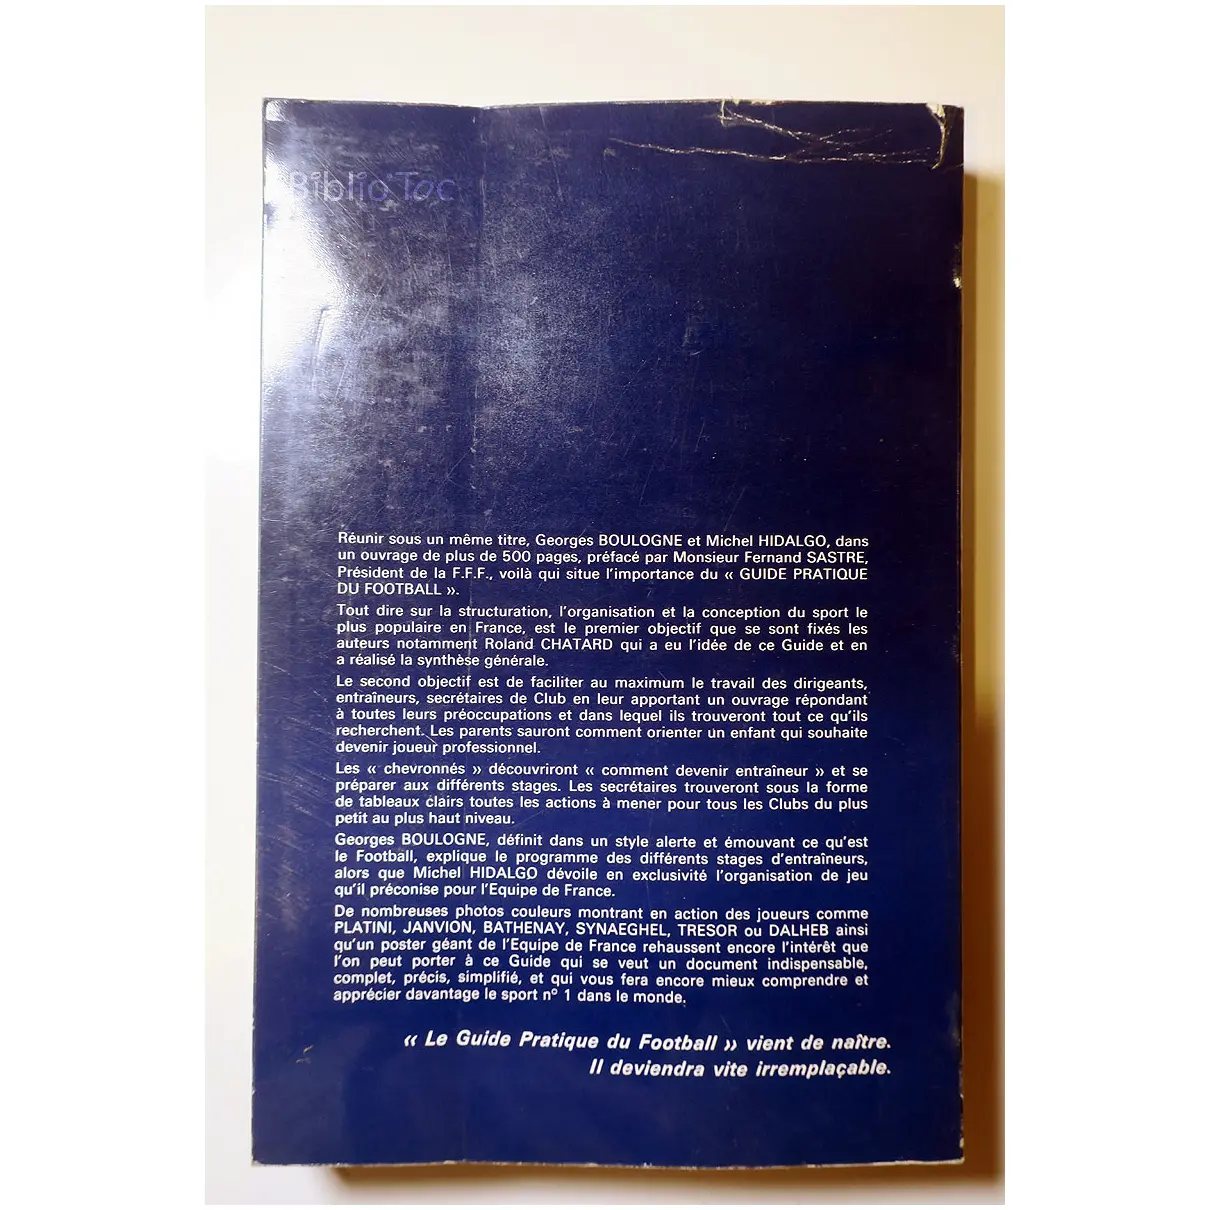 Biblio'Toc
Réunir sous un même titre, Georges BOULOGNE et Michel HIDALGO, dans
un ouvrage de plus de 500 pages, préfacé par Monsieur Fernand SASTRE,
Président de la F.F.F., voilà qui situe l'importance du « GUIDE PRATIQUE
DU FOOTBALL ».
Tout dire sur la structuration, l'organisation et la conception du sport le
plus populaire en France, est le premier objectif que se sont fixés les
auteurs notamment Roland CHATARD qui a eu l'idée de ce Guide et en
a réalisé la synthèse générale.
Le second objectif est de faciliter au maximum le travail des dirigeants,
entraîneurs, secrétaires de Club en leur apportant un ouvrage répondant
à toutes leurs préoccupations et dans lequel ils trouveront tout ce qu'ils
recherchent. Les parents sauront comment orienter un enfant qui souhaite
devenir joueur professionnel.
Les « chevronnés » découvriront « comment devenir entraîneur » et se
préparer aux différents stages. Les secrétaires trouveront sous la forme
de tableaux clairs toutes les actions à mener pour tous les Clubs du plus
petit au plus haut niveau.
Georges BOULOGNE, définit dans un style alerte et émouvant ce qu'est
le Football, explique le programme des différents stages d'entraîneurs,
alors que Michel HIDALGO dévoile en exclusivité l'organisation de jeu
qu'il préconise pour l'Equipe de France.
De nombreuses photos couleurs montrant en action des joueurs comme
PLATINI, JANVION, BATHENAY, SYNAEGHEL, TRESOR ou DALHEB ainsi
qu'un poster géant de l'Equipe de France rehaussent encore l'intérêt que
l'on peut porter à ce Guide qui se veut un document indispensable,
complet, précis, simplifié, et qui vous fera encore mieux comprendre et
apprécier davantage le sport n° 1 dans le monde.
« Le Guide Pratique du Football » vient de naître.
Il deviendra vite irremplaçable.